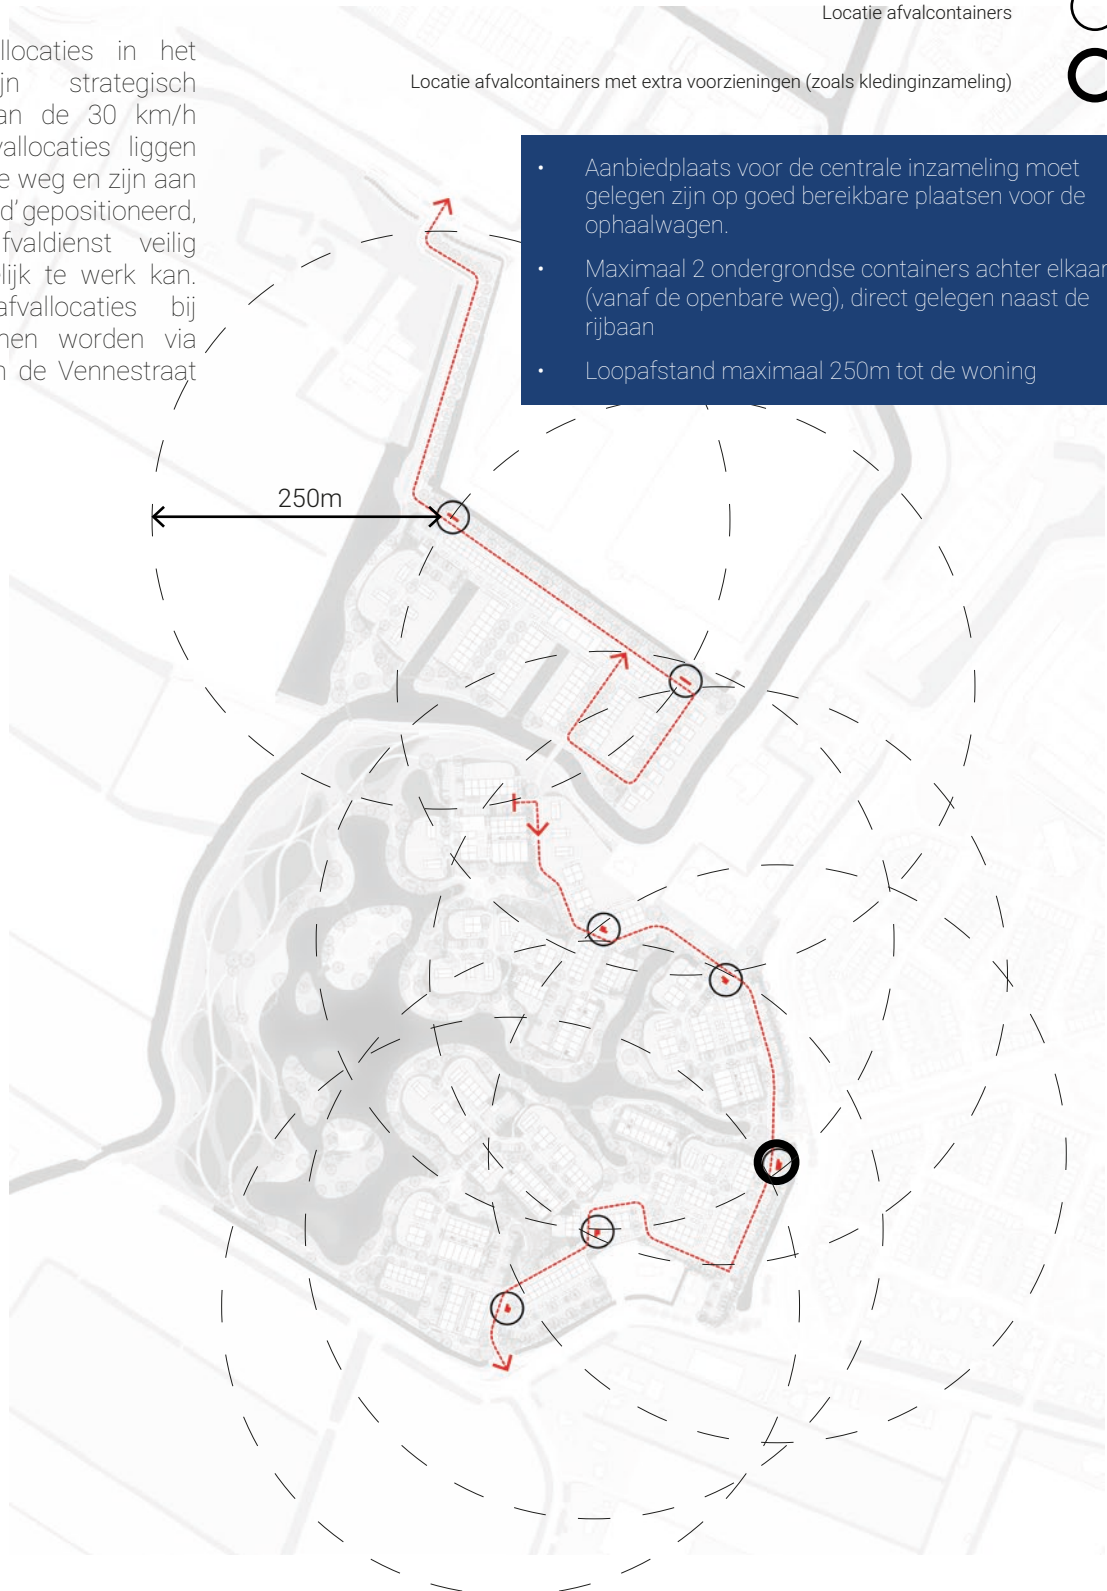 Locatie afvalcontainers
Locatie afvalcontainers met extra voorzieningen (zoals kledinginzameling)
llocaties in het
jn strategisch
an de 30 km/h
vallocaties liggen
e weg en zijn aan
d’ gepositioneerd,
fvaldienst veilig
lijk te werk kan.
afvallocaties bij
nen worden via
n de Vennestraat
• Aanbiedplaats voor de centrale inzameling moet
gelegen zijn op goed bereikbare plaatsen voor de
ophaalwagen.
• Maximaal 2 ondergrondse containers achter elkaar
(vanaf de openbare weg), direct gelegen naast de
rijbaan
• Loopafstand maximaal 250m tot de woning
250m